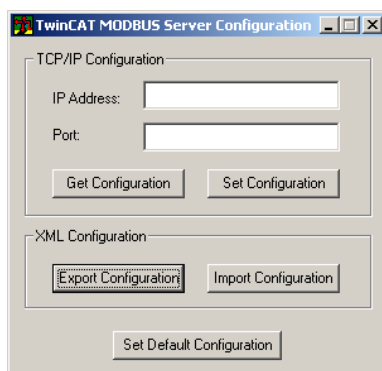 TwinCAT MODBUS Server Configuration
TCP/IP Configuration
IP Address:
Port:
Get Configuration Set Configuration
XML Configuration
Export Configuration Import Configuration
Set Default Configuration